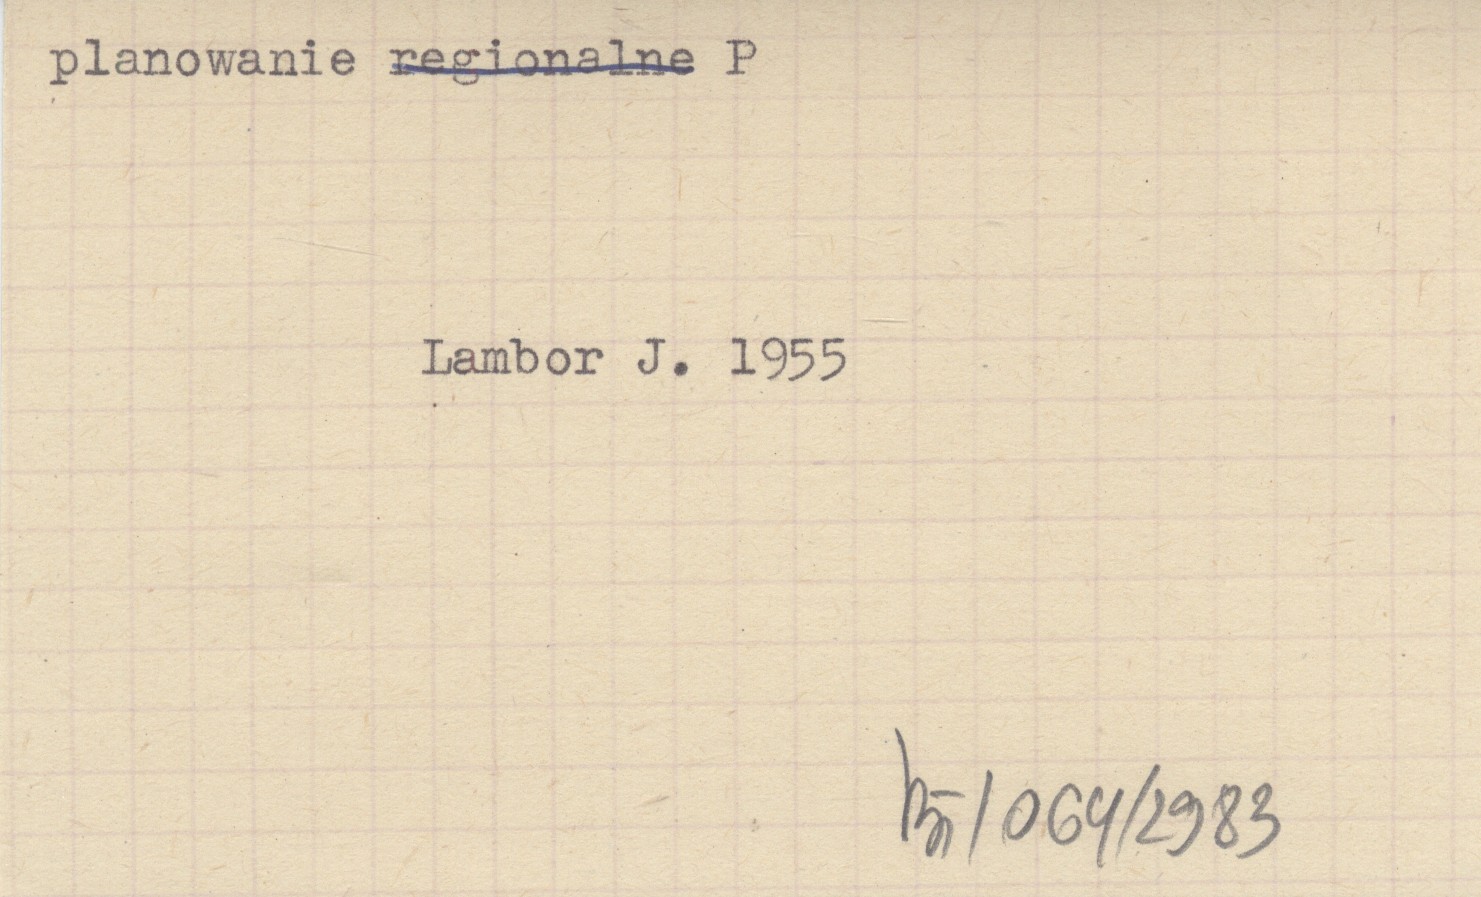 planowanie regionalne P
Lambor J. 1955
/064/2983